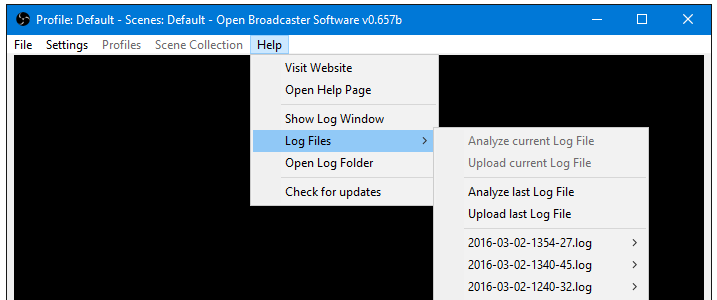 Profile: Default - Scenes: Default - Open Broadcaster Software v0.657b
File Settings Profiles Scene Collection Help
Visit Website
Open Help Page
Show Log Window
Log Files
Open Log Folder
Check for updates
Analyze current Log File
Upload current Log File
Analyze last Log File
Upload last Log File
2016-03-02-1354-27.log
2016-03-02-1340-45.log
2016-03-02-1240-32.log